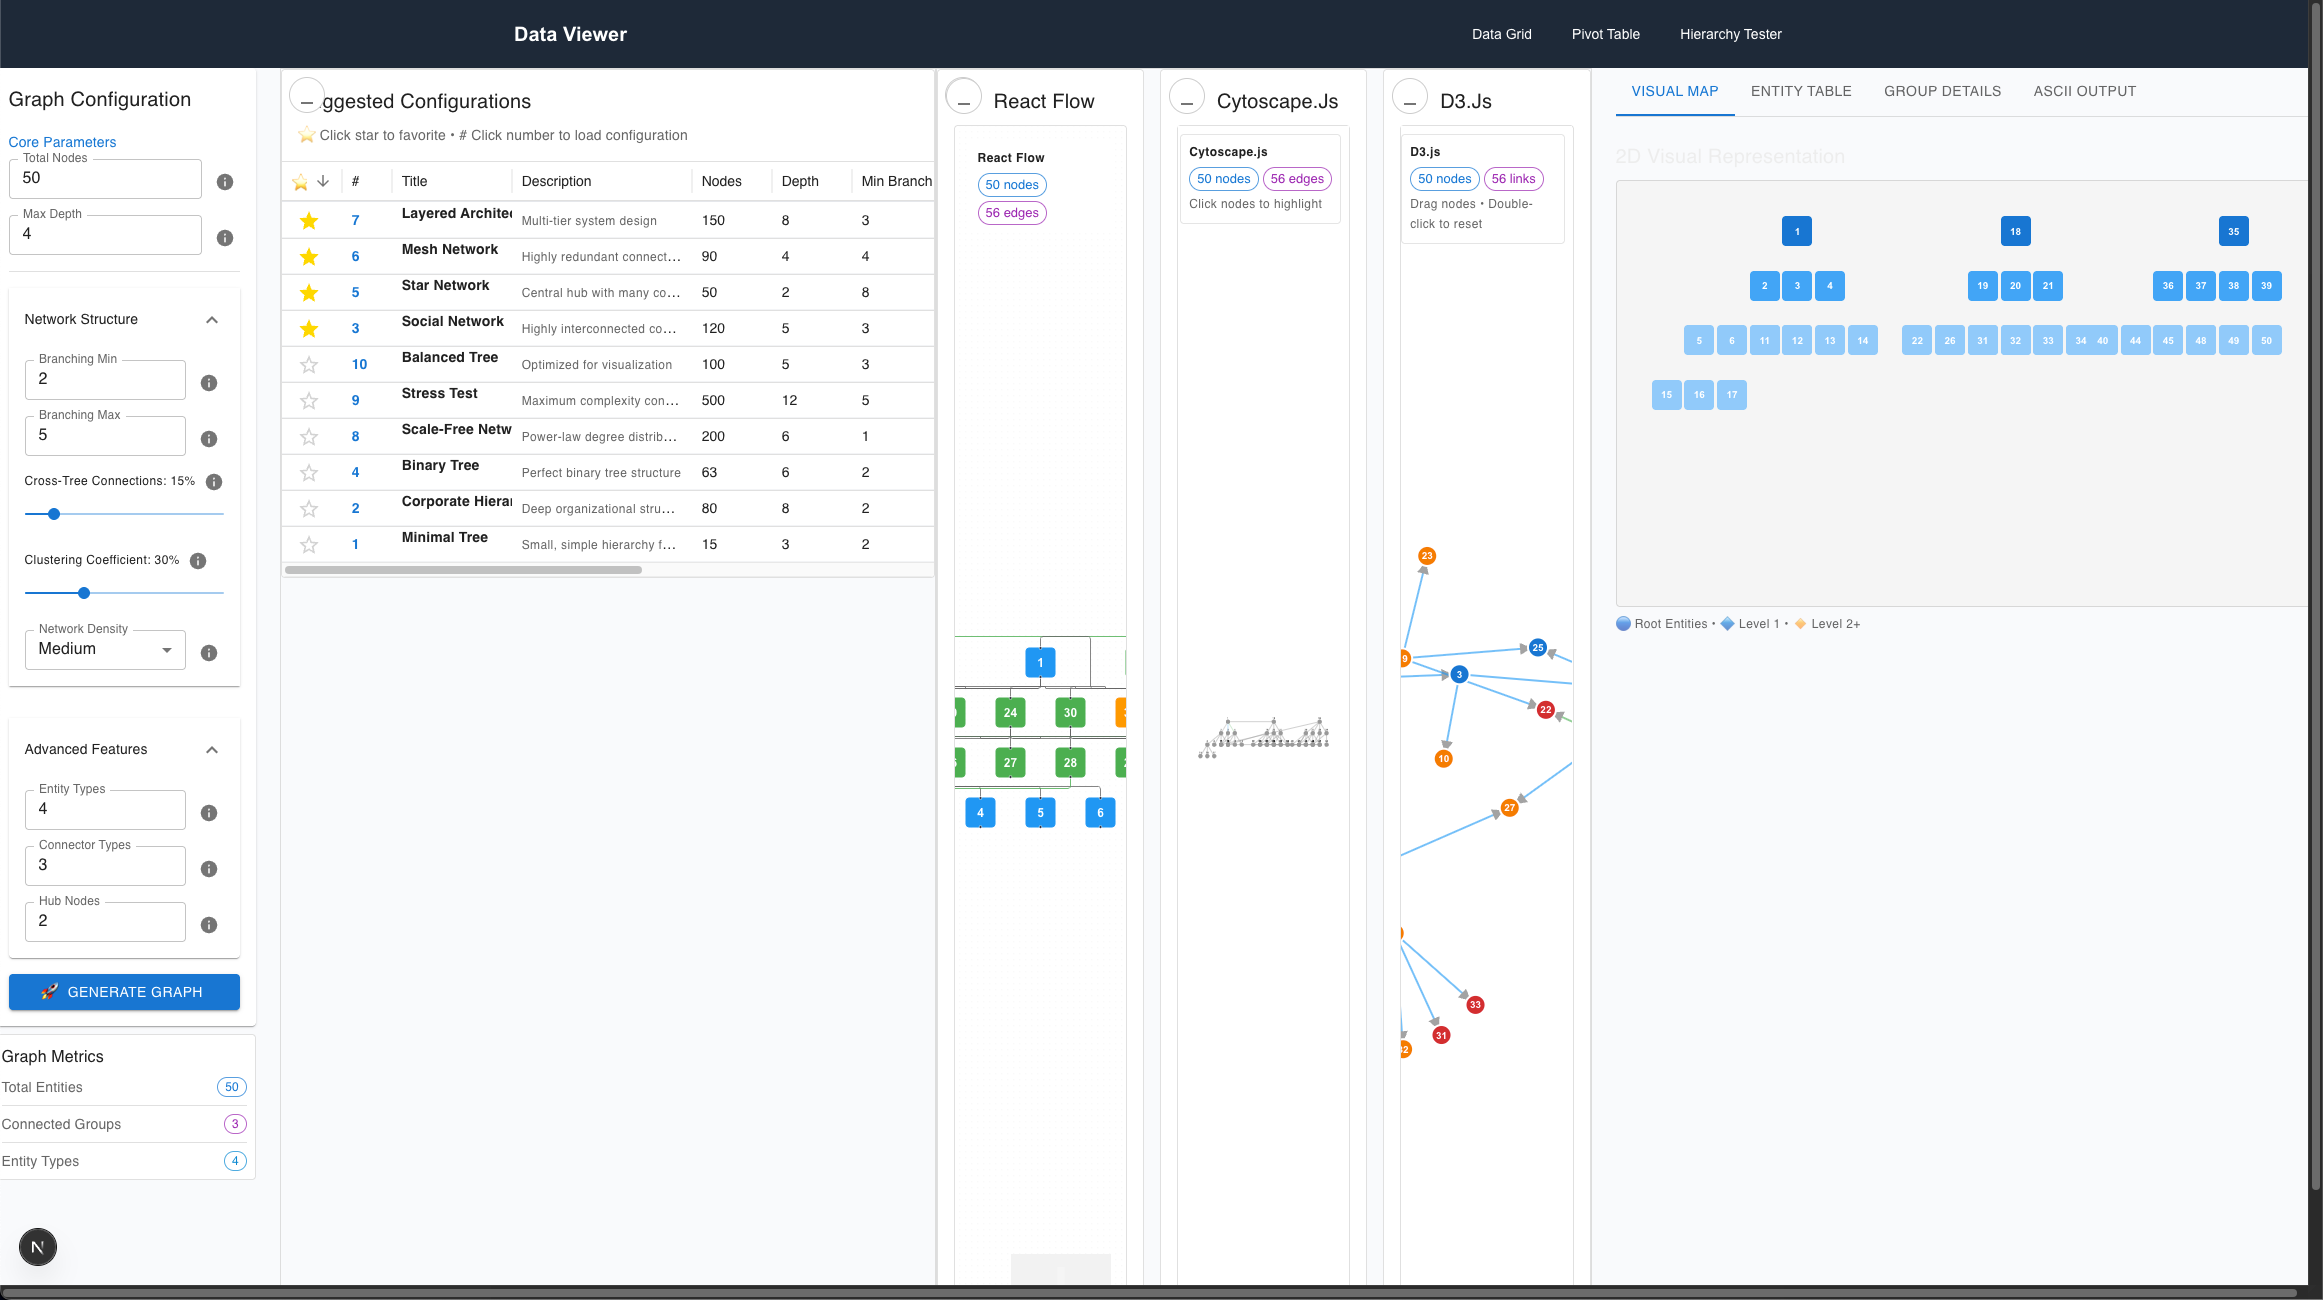 Data Viewer
Data Grid
Pivot Table
Hierarchy Tester
Graph Configuration
Core Parameters
Total Nodes
50
Max Depth
4
Network Structure
Branching Min
2
Branching Max
5
Cross-Tree Connections: 15%
Clustering Coefficient: 30%
Network Density
Medium
Advanced Features
Entity Types
4
Connector Types
3
Hub Nodes
2
🚀 GENERATE GRAPH
Graph Metrics
Total Entities 50
Connected Groups 3
Entity Types 4
N
ggested Configurations
⭐ Click star to favorite • # Click number to load configuration
# Title Description Nodes Depth Min Branch
7 Layered Archite Multi-tier system design 150 8 3
6 Mesh Network Highly redundant connect... 90 4 4
5 Star Network Central hub with many co... 50 2 8
3 Social Network Highly interconnected co... 120 5 3
10 Balanced Tree Optimized for visualization 100 5 3
9 Stress Test Maximum complexity con... 500 12 5
8 Scale-Free Netw Power-law degree distrib... 200 6 1
4 Binary Tree Perfect binary tree structure 63 6 2
2 Corporate Hierar Deep organizational stru... 80 8 2
1 Minimal Tree Small, simple hierarchy f... 15 3 2
React Flow
React Flow
50 nodes
56 edges
1
24 30
27 28
4 5 6
Cytoscape.Js
Cytoscape.js
50 nodes 56 edges
Click nodes to highlight
D3.Js
D3.js
50 nodes 56 links
Drag nodes • Double-
click to reset
23
25
9
3
22
10
27
33
31
32
VISUAL MAP
ENTITY TABLE
GROUP DETAILS
ASCII OUTPUT
2D Visual Representation
1 18 35
2 3 4 19 20 21 36 37 38 39
5 6 11 12 13 14 22 26 31 32 33 34 40 44 45 48 49 50
15 16 17
Root Entities • Level 1 • Level 2+